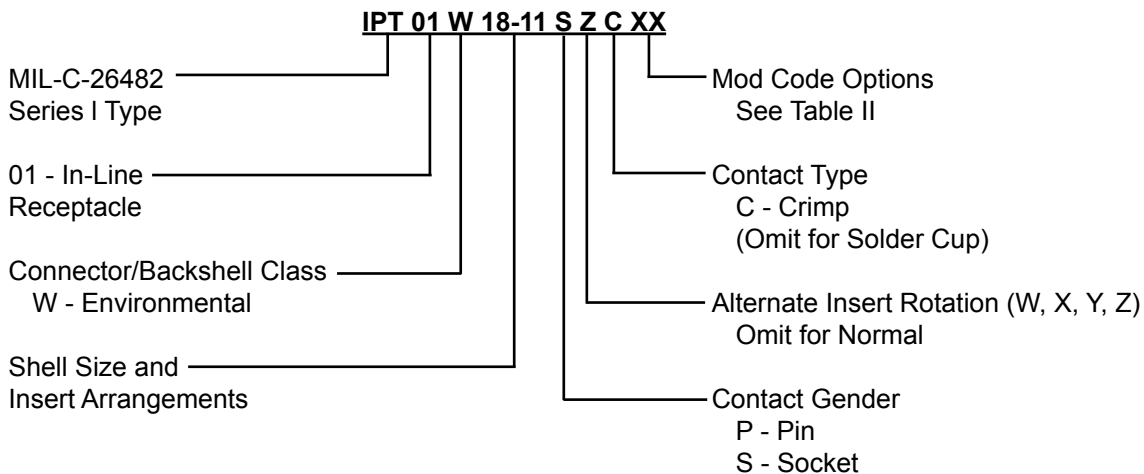 IPT 01 W 18-11 S Z C XX
MIL-C-26482
Series I Type
01 - In-Line
Receptacle
Connector/Backshell Class
W - Environmental
Shell Size and
Insert Arrangements
Mod Code Options
See Table II
Contact Type
C - Crimp
(Omit for Solder Cup)
Alternate Insert Rotation (W, X, Y, Z)
Omit for Normal
Contact Gender
P - Pin
S - Socket